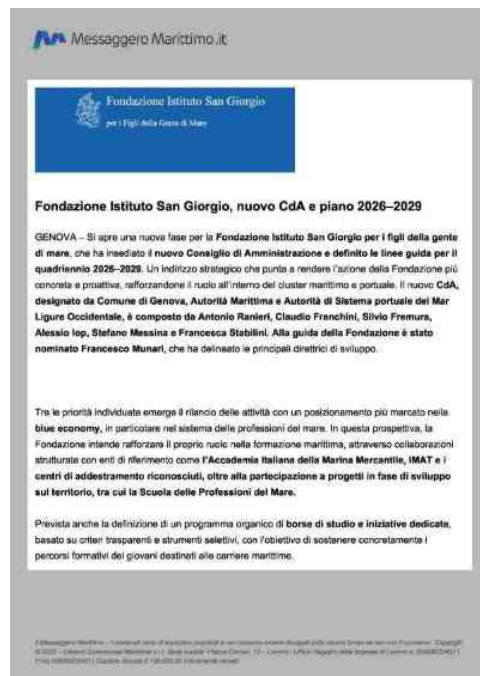 Messaggero Marittimo.it
Fondazione Istituto San Giorgio
per i Figli della Gente di Mare
Fondazione Istituto San Giorgio, nuovo CdA e piano 2026–2029
GENOVA – Si apre una nuova fase per la Fondazione Istituto San Giorgio per i figli della gente
di mare, che ha insediato il nuovo Consiglio di Amministrazione e definito le linee guida per il
quadriennio 2026–2029. Un indirizzo strategico che punta a rendere l'azione della Fondazione più
concreta e proattiva, rafforzandone il ruolo all'interno del cluster marittimo e portuale. Il nuovo CdA,
designato da Comune di Genova, Autorità Marittima e Autorità di Sistema portuale del Mar
Ligure Occidentale, è composto da Antonio Ranieri, Claudio Franchini, Silvio Fremura,
Alessio Iop, Stefano Messina e Francesca Stabilini. Alla guida della Fondazione è stato
nominato Francesco Munari, che ha delineato le principali direttrici di sviluppo.
Tra le priorità individuate emerge il rilancio delle attività con un posizionamento più marcato nella
blue economy, in particolare nel sistema delle professioni del mare. In questa prospettiva, la
Fondazione intende rafforzare il proprio ruolo nella formazione marittima, attraverso collaborazioni
strutturate con enti di riferimento come l'Accademia Italiana della Marina Mercantile, IMAT e i
centri di addestramento riconosciuti, oltre alla partecipazione a progetti in fase di sviluppo
sul territorio, tra cui la Scuola delle Professioni del Mare.
Prevista anche la definizione di un programma organico di borse di studio e iniziative dedicate,
basato su criteri trasparenti e strumenti selettivi, con l'obiettivo di sostenere concretamente i
percorsi formativi dei giovani destinati alle carriere marittime.